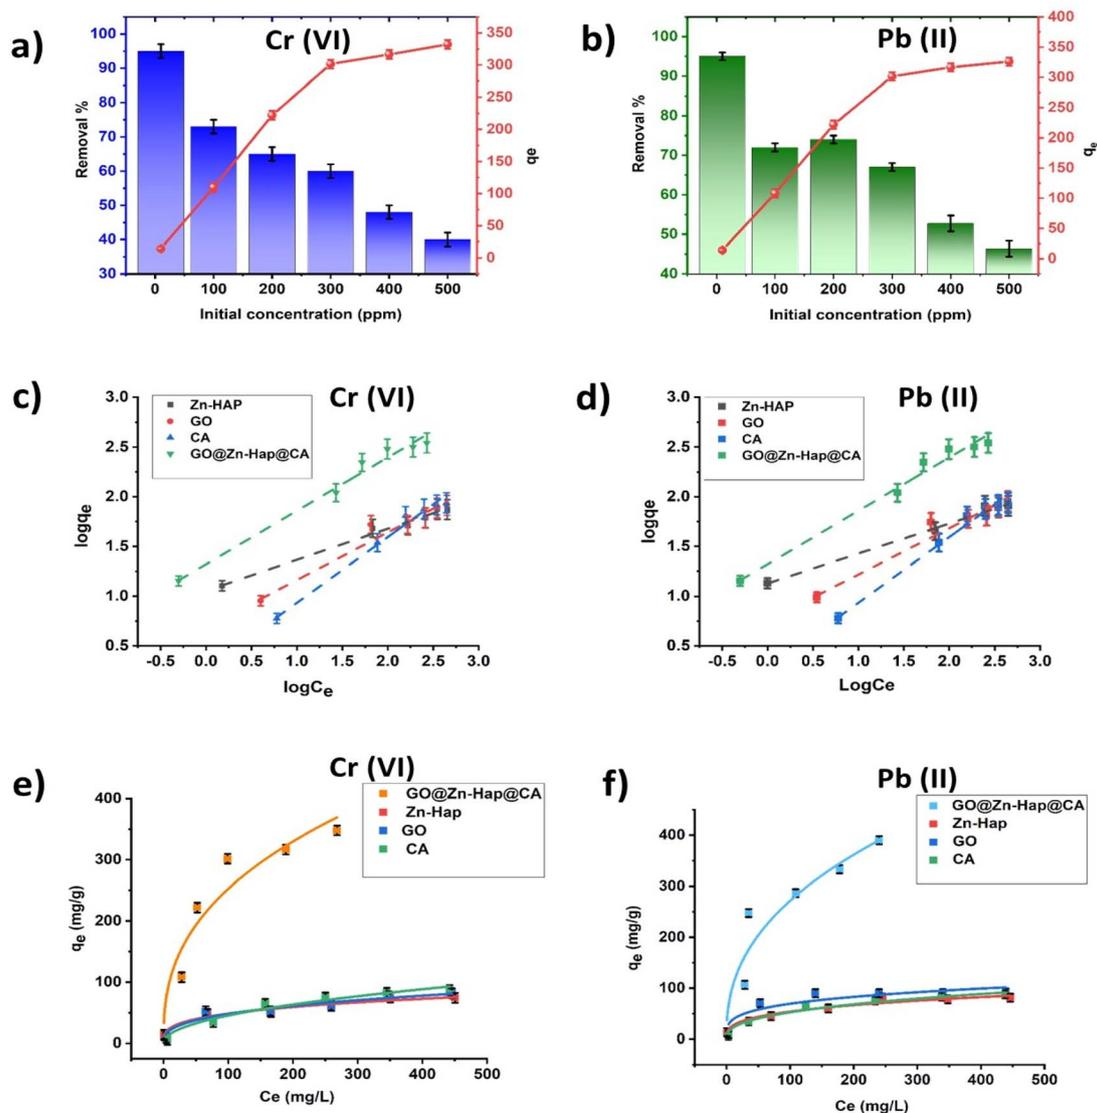 a)
Cr (VI)
100
90
80
70
60
50
40
30
Removal %
350
300
250
200
150
100
50
0
qe
0 100 200 300 400 500
Initial concentration (ppm)
b)
Pb (II)
100
90
80
70
60
50
40
Removal %
400
350
300
250
200
150
100
50
0
qe
0 100 200 300 400 500
Initial concentration (ppm)
c)
Cr (VI)
Zn-HAP
GO
CA
GO@Zn-Hap@CA
3.0
2.5
2.0
1.5
1.0
0.5
logqe
-0.5 0.0 0.5 1.0 1.5 2.0 2.5 3.0
logCe
d)
Pb (II)
Zn-HAP
GO
CA
GO@Zn-Hap@CA
3.0
2.5
2.0
1.5
1.0
0.5
logqe
-0.5 0.0 0.5 1.0 1.5 2.0 2.5 3.0
LogCe
e)
Cr (VI)
GO@Zn-Hap@CA
Zn-Hap
GO
CA
400
300
200
100
0
qe (mg/g)
0 100 200 300 400 500
Ce (mg/L)
f)
Pb (II)
GO@Zn-Hap@CA
Zn-Hap
GO
CA
400
300
200
100
0
qe (mg/g)
0 100 200 300 400 500
Ce (mg/L)